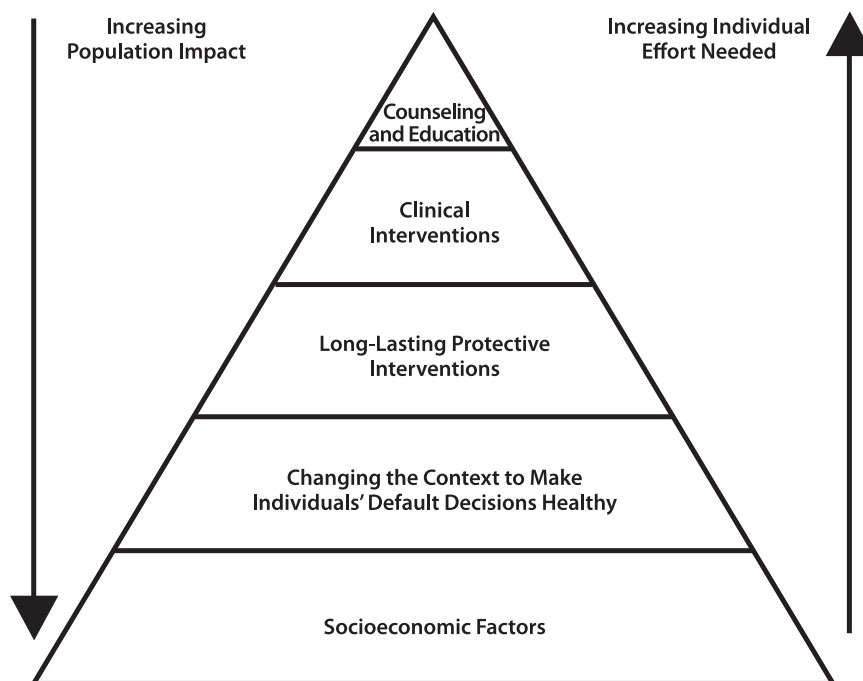 Increasing
Population Impact
Increasing Individual
Effort Needed
Counseling
and Education
Clinical
Interventions
Long-Lasting Protective
Interventions
Changing the Context to Make
Individuals’ Default Decisions Healthy
Socioeconomic Factors